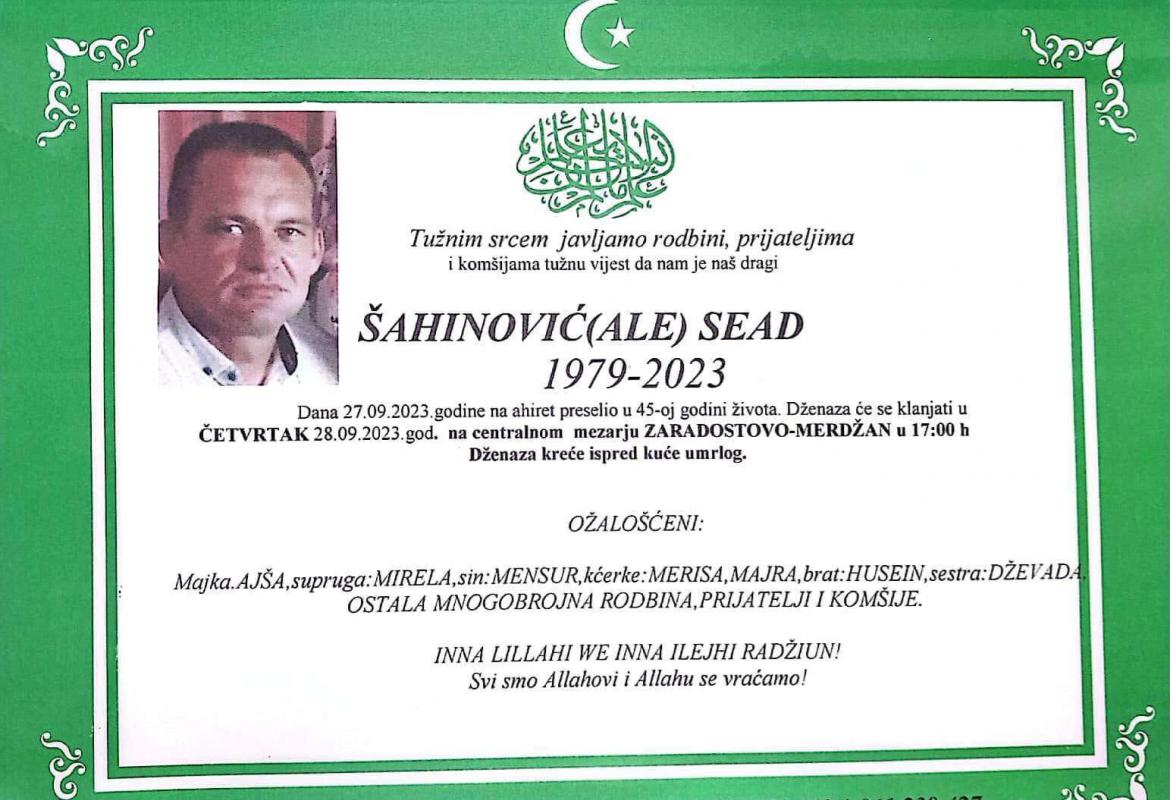 Tužnim srcem javljamo rodbini, prijateljima
i komšijama tužnu vijest da nam je naš dragi
ŠAHINOVIĆ(ALE) SEAD
1979-2023
Dana 27.09.2023.godine na ahiret preselio u 45-oj godini života. Dženaza će se klanjati u
ČETVRTAK 28.09.2023.god. na centralnom mezarju ZARADOSTOVO-MERDŽAN u 17:00 h
Dženaza kreće ispred kuće umrlog.
OŽALOŠĆENI:
Majka.AJŠA,supruga:MIRELA,sin:MENSUR,kćerke:MERISA,MAJRA,brat:HUSEIN,sestra:DŽEVADA,
OSTALA MNOGOBROJNA RODBINA,PRIJATELJI I KOMŠIJE.
INNA LILLAHI WE INNA ILEJHI RADŽIUN!
Svi smo Allahovi i Allahu se vraćamo!